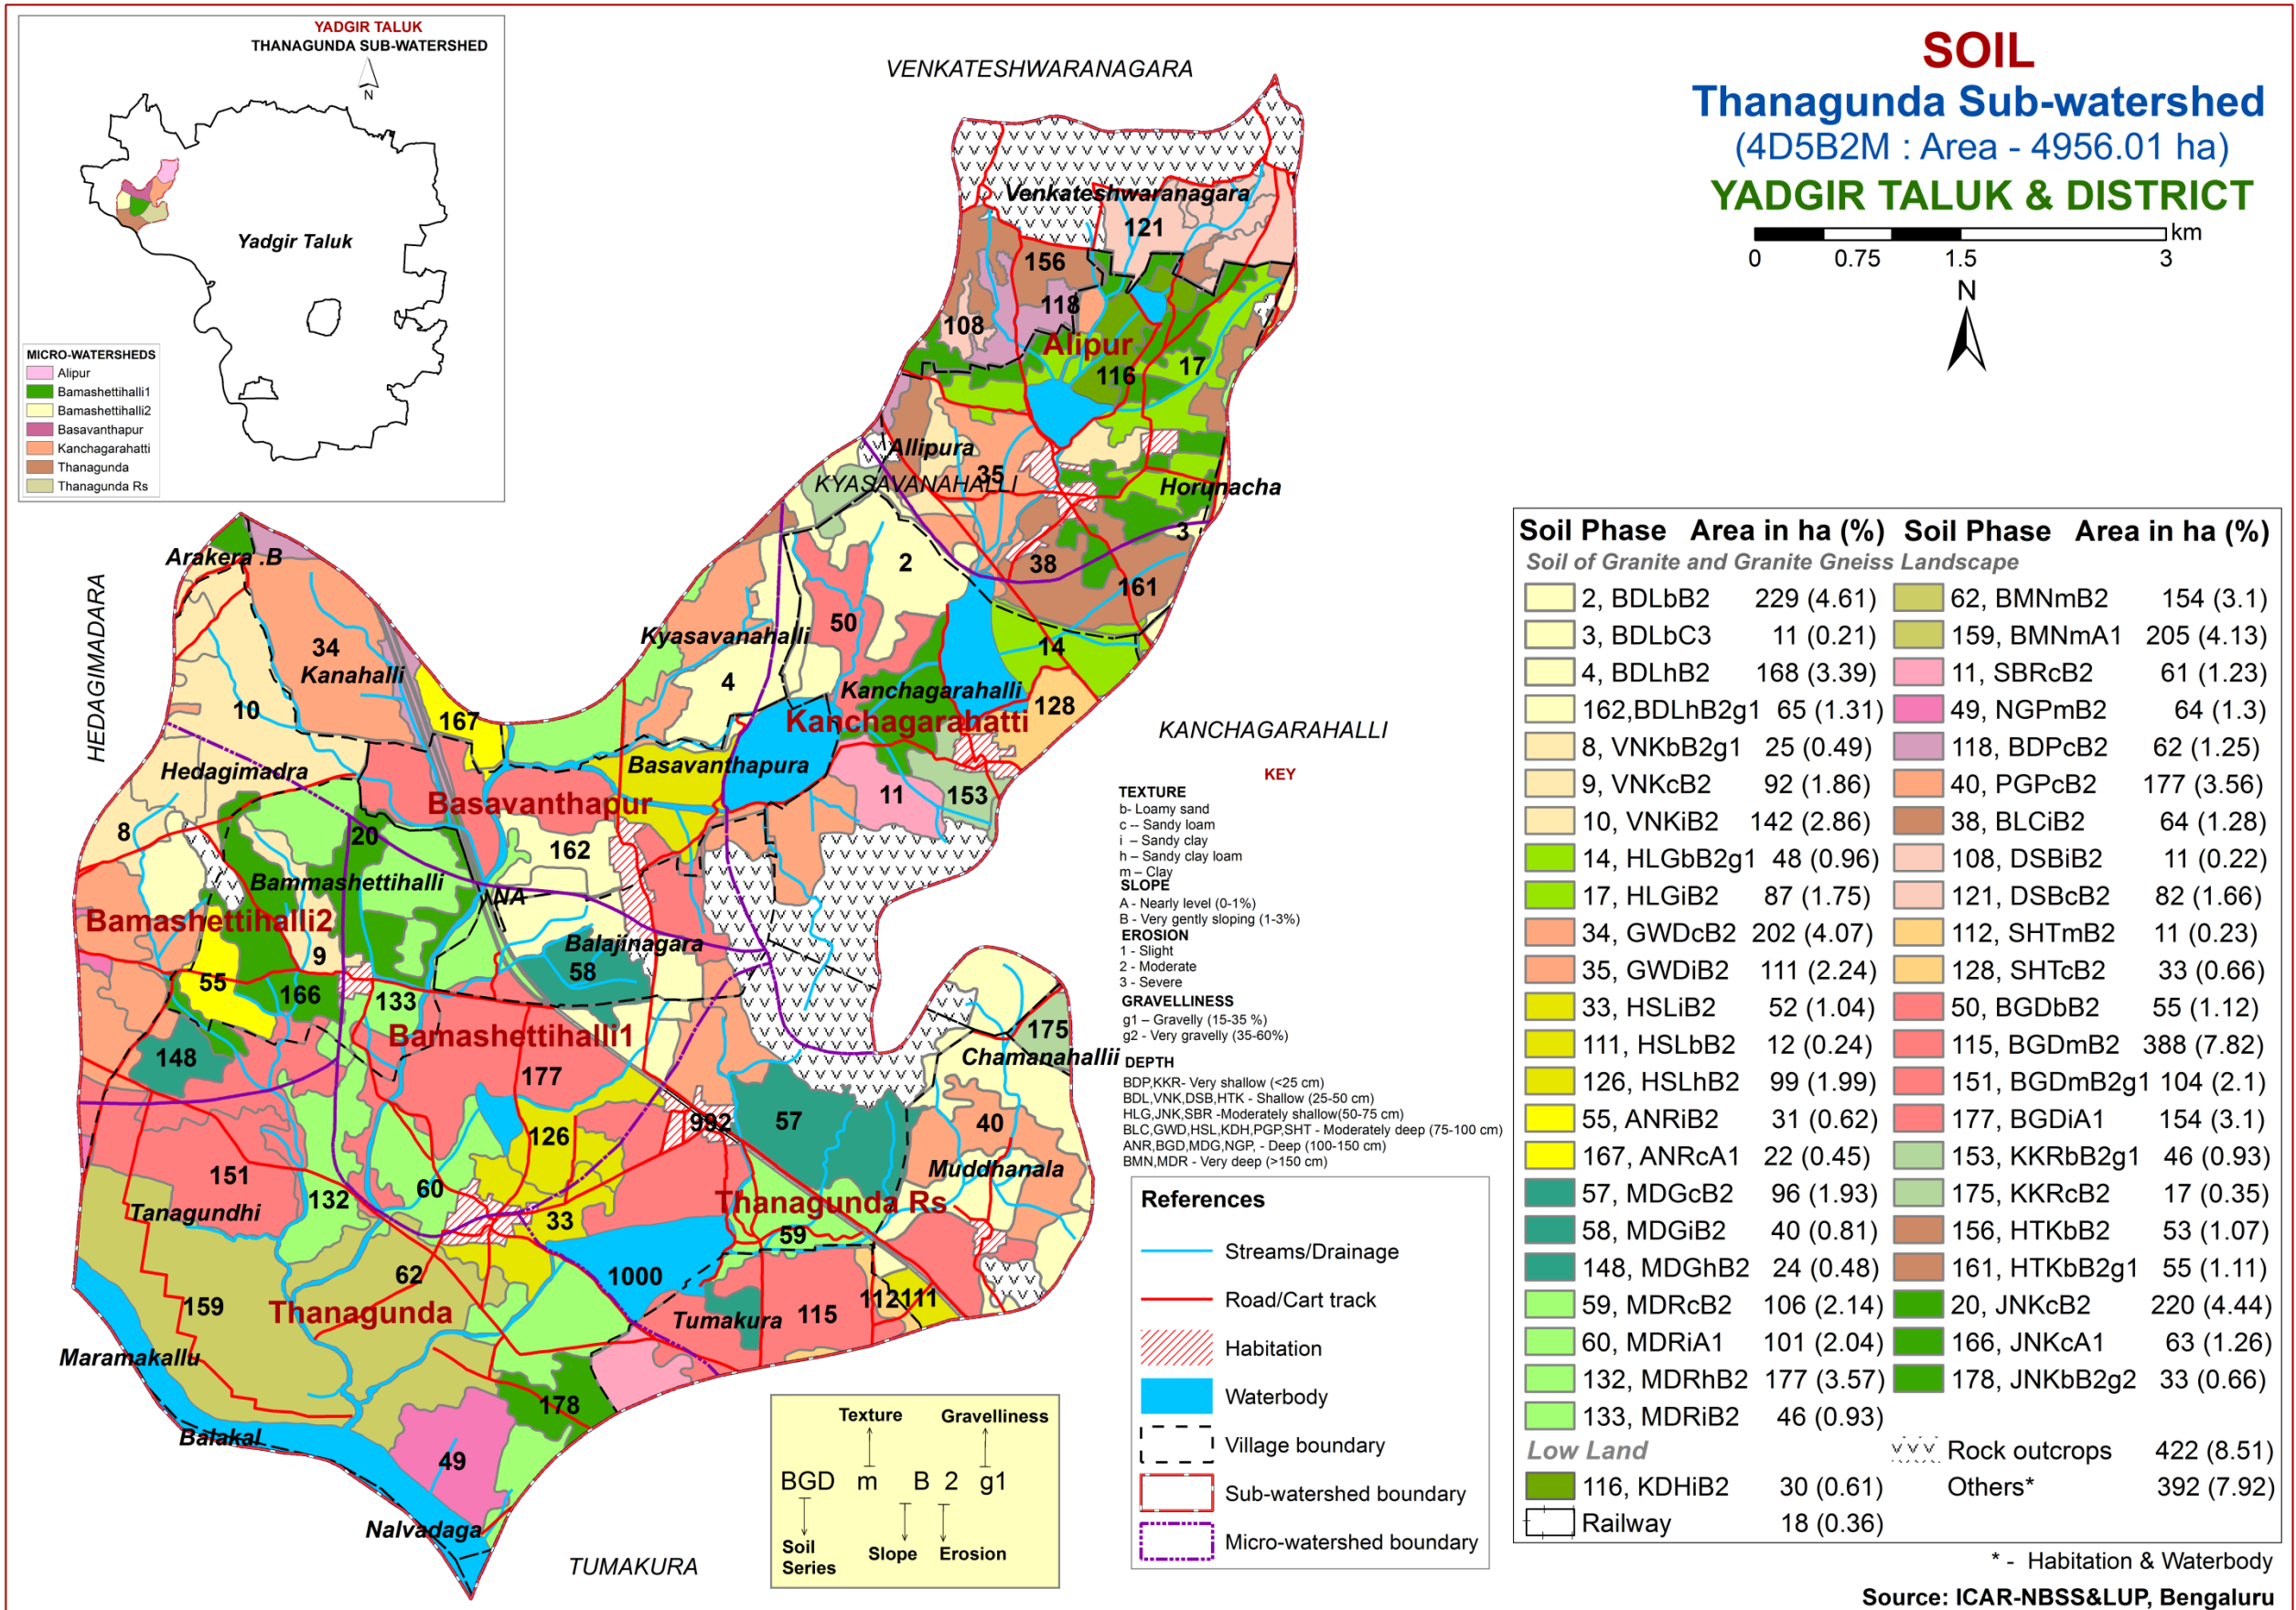 YADGIR TALUK
THANAGUNDA SUB-WATERSHED
N
Yadgir Taluk
MICRO-WATERSHEDS
Alipur
Bamashettihalli1
Bamashettihalli2
Basavanthapur
Kanchagarahatti
Thanagunda
Thanagunda Rs
SOIL
Thanagunda Sub-watershed
(4D5B2M : Area - 4956.01 ha)
YADGIR TALUK & DISTRICT
km
0 0.75 1.5 3
N
VENKATESHWARANAGARA
Venkateshwaranagara
121
156
118
108
Alipur
17
116
Allipura
35
KYASAVANAHALLI
Horunacha
3
2
38
161
Arakera .B
HEDAGIMADARA
50
Kyasavanahalli
34
14
Kanahalli
4
Kanchagarahalli
10
128
167
Kanchagarahatti
KANCHAGARAHALLI
Basavanthapura
Hedagimadra
11
153
Basavanthapur
8
20
162
Bammashettihalli
NA
Bamashettihalli2
Balajinagara
9
58
55
166
133
175
Bamashettihalli1
148
Chamanahallii
177
992
57
40
126
Muddhanala
151
60
132
Thanagunda Rs
Tanagundhi
33
59
62
1000
159
112
111
Thanagunda
Tumakura
115
Maramakallu
178
Balakal
49
Nalvadaga
TUMAKURA
KEY
TEXTURE
b- Loamy sand
c -- Sandy loam
i – Sandy clay
h – Sandy clay loam
m – Clay
SLOPE
A - Nearly level (0-1%)
B - Very gently sloping (1-3%)
EROSION
1 - Slight
2 - Moderate
3 - Severe
GRAVELLINESS
g1 – Gravelly (15-35 %)
g2 - Very gravelly (35-60%)
DEPTH
BDP,KKR- Very shallow (<25 cm)
BDL,VNK,DSB,HTK - Shallow (25-50 cm)
HLG,JNK,SBR -Moderately shallow(50-75 cm)
BLC,GWD,HSL,KDH,PGP,SHT - Moderately deep (75-100 cm)
ANR,BGD,MDG,NGP, - Deep (100-150 cm)
BMN,MDR - Very deep (>150 cm)
References
Streams/Drainage
Road/Cart track
Habitation
Waterbody
Village boundary
Sub-watershed boundary
Micro-watershed boundary
Texture Gravelliness
BGD m B 2 g1
Soil Series
Slope Erosion
Soil Phase Area in ha (%) Soil Phase Area in ha (%)
Soil of Granite and Granite Gneiss Landscape
2, BDLbB2 229 (4.61) 62, BMNmB2 154 (3.1)
3, BDLbC3 11 (0.21) 159, BMNmA1 205 (4.13)
4, BDLhB2 168 (3.39) 11, SBRcB2 61 (1.23)
162,BDLhB2g1 65 (1.31) 49, NGPmB2 64 (1.3)
8, VNKbB2g1 25 (0.49) 118, BDPcB2 62 (1.25)
9, VNKcB2 92 (1.86) 40, PGPcB2 177 (3.56)
10, VNKiB2 142 (2.86) 38, BLCiB2 64 (1.28)
14, HLGbB2g1 48 (0.96) 108, DSBiB2 11 (0.22)
17, HLGiB2 87 (1.75) 121, DSBcB2 82 (1.66)
34, GWDcB2 202 (4.07) 112, SHTmB2 11 (0.23)
35, GWDiB2 111 (2.24) 128, SHTcB2 33 (0.66)
33, HSLiB2 52 (1.04) 50, BGDbB2 55 (1.12)
111, HSLbB2 12 (0.24) 115, BGDmB2 388 (7.82)
126, HSLhB2 99 (1.99) 151, BGDmB2g1 104 (2.1)
55, ANRiB2 31 (0.62) 177, BGDiA1 154 (3.1)
167, ANRcA1 22 (0.45) 153, KKRbB2g1 46 (0.93)
57, MDGcB2 96 (1.93) 175, KKRcB2 17 (0.35)
58, MDGiB2 40 (0.81) 156, HTKbB2 53 (1.07)
148, MDGhB2 24 (0.48) 161, HTKbB2g1 55 (1.11)
59, MDRcB2 106 (2.14) 20, JNKcB2 220 (4.44)
60, MDRiA1 101 (2.04) 166, JNKcA1 63 (1.26)
132, MDRhB2 177 (3.57) 178, JNKbB2g2 33 (0.66)
133, MDRiB2 46 (0.93)
Low Land Rock outcrops 422 (8.51)
116, KDHiB2 30 (0.61) Others* 392 (7.92)
Railway 18 (0.36)
* - Habitation & Waterbody
Source: ICAR-NBSS&LUP, Bengaluru